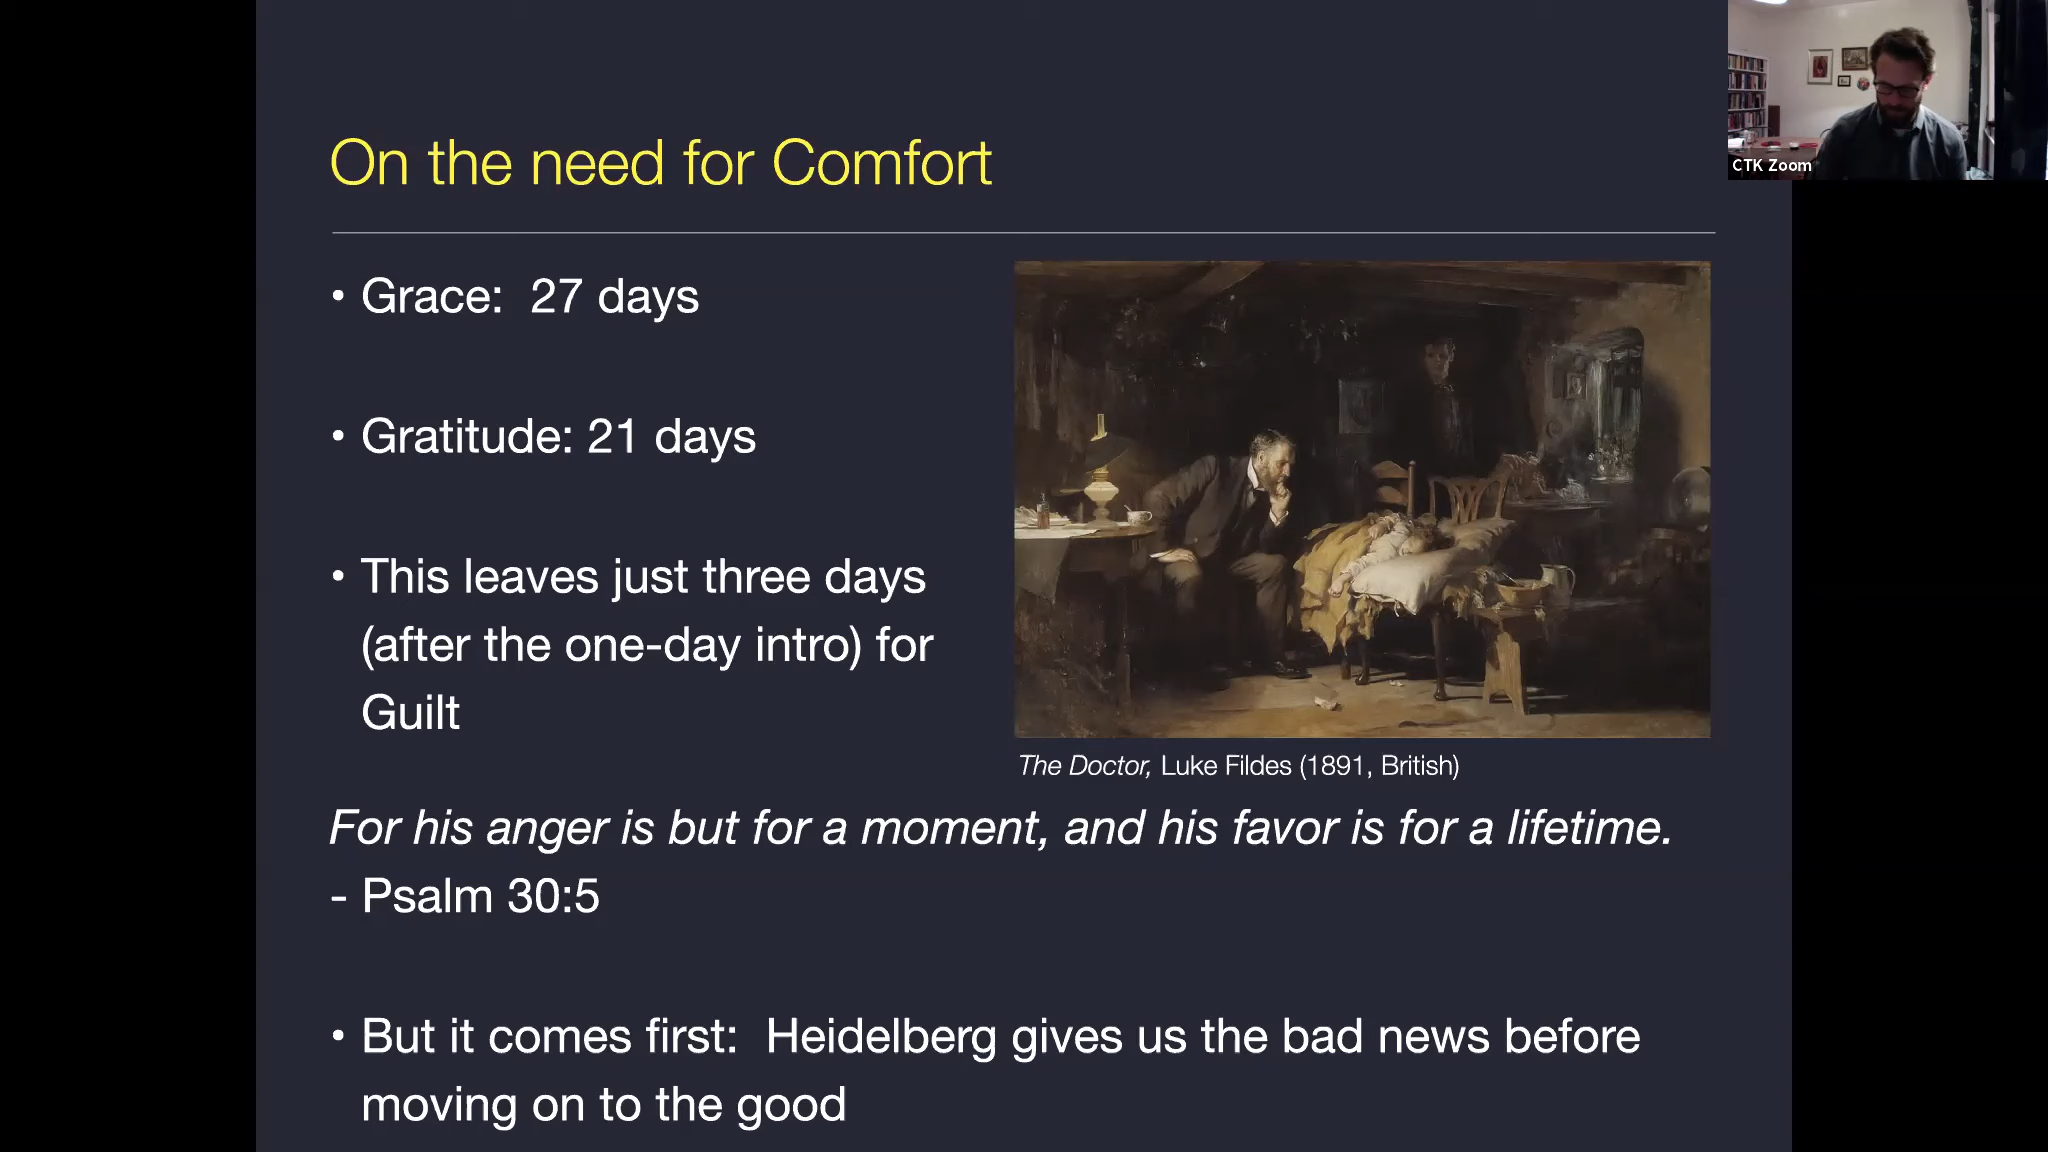 On the need for Comfort
CTK Zoom
• Grace:  27 days
• Gratitude: 21 days
• This leaves just three days
(after the one-day intro) for
Guilt
The Doctor, Luke Fildes (1891, British)
For his anger is but for a moment, and his favor is for a lifetime.
- Psalm 30:5
• But it comes first:  Heidelberg gives us the bad news before
moving on to the good